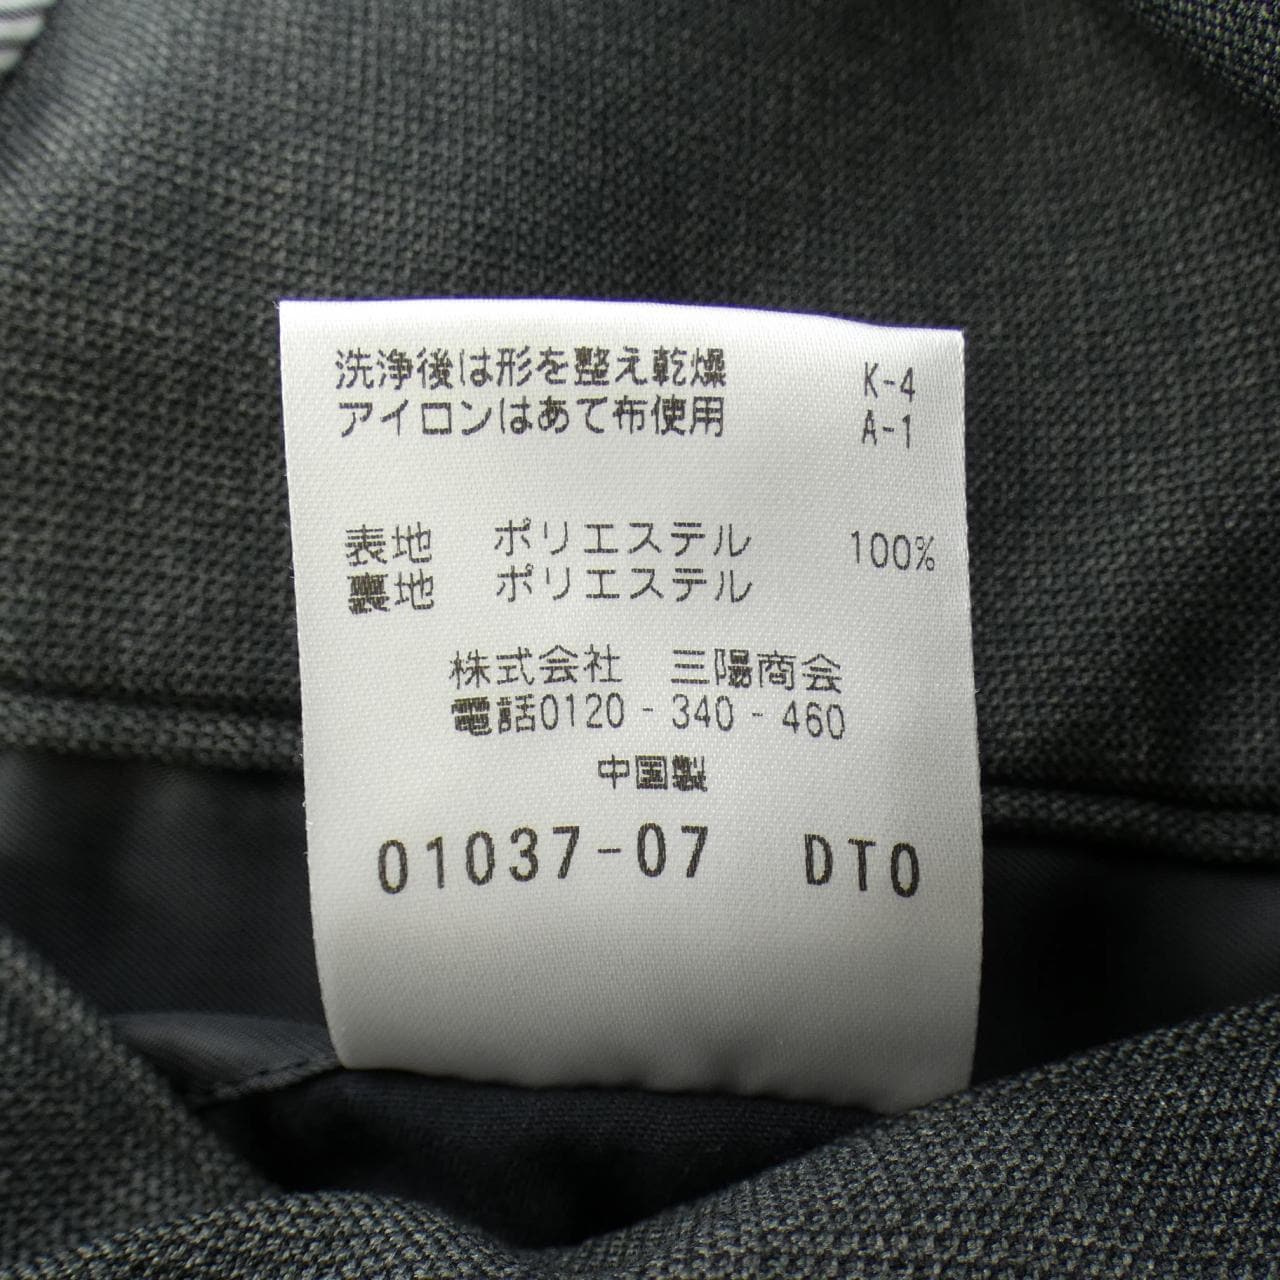 洗浄後は形を整え乾燥 K-4
アイロンはあて布使用 A-1
表地 ポリエステル 100%
裏地 ポリエステル
株式会社 三陽商会
電話0120-340-460
中国製
01037-07 DTO